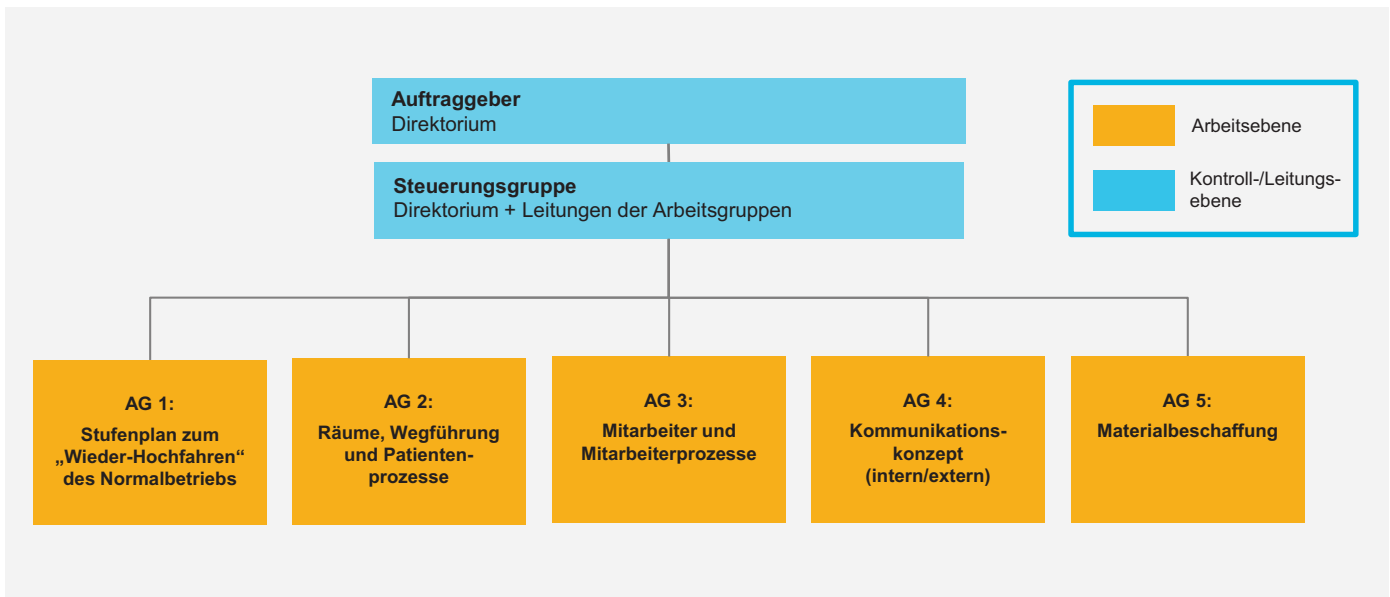 Auftraggeber
Direktorium
Steuerungsgruppe
Direktorium + Leitungen der Arbeitsgruppen
Arbeitsebene
Kontroll-/Leitungs-
ebene
AG 1:
Stufenplan zum
„Wieder-Hochfahren“
des Normalbetriebs
AG 2:
Räume, Wegführung
und Patienten-
prozesse
AG 3:
Mitarbeiter und
Mitarbeiterprozesse
AG 4:
Kommunikations-
konzept
(intern/extern)
AG 5:
Materialbeschaffung